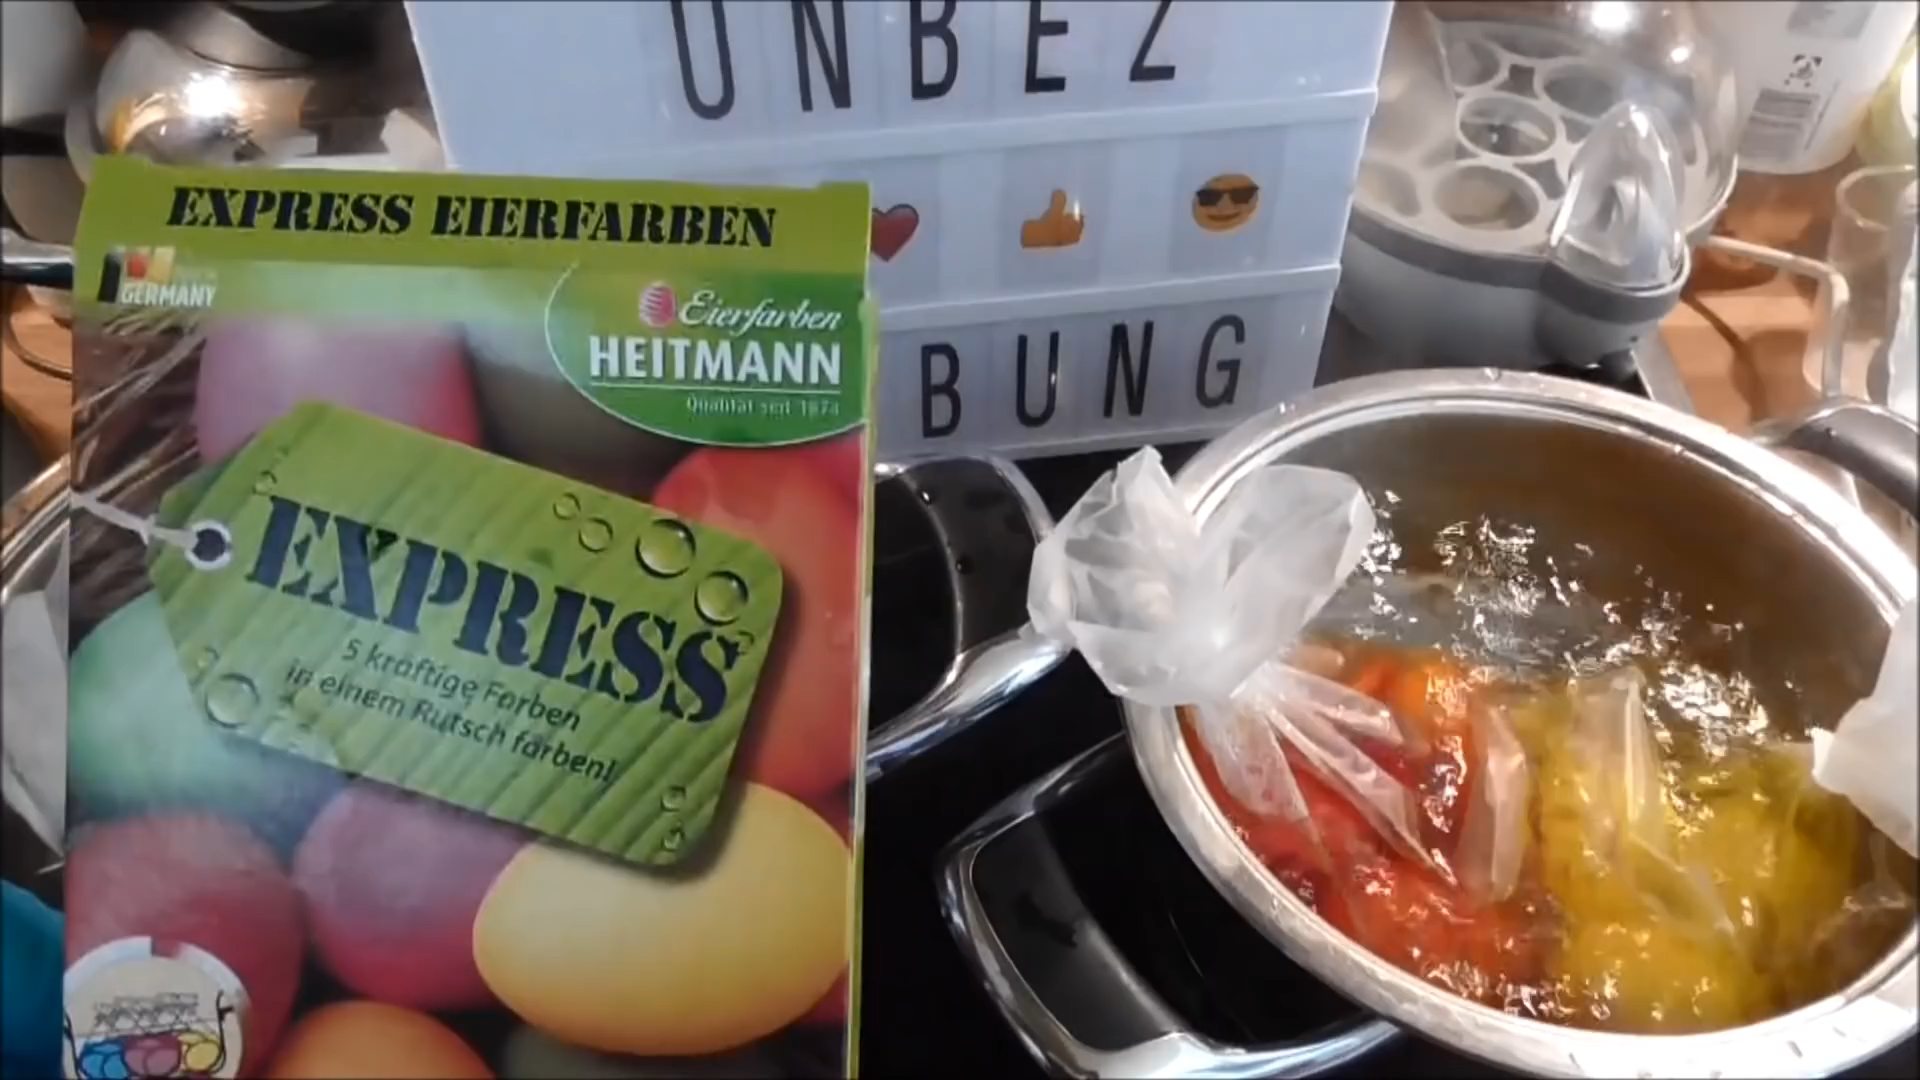 UNBEZ
EXPRESS EIERFARBEN
GERMANY
Eierfarben
HEITMANN
Qualität seit 1874
BUNG
EXPRESS
5 kräftige Farben
in einem Rutsch färben!